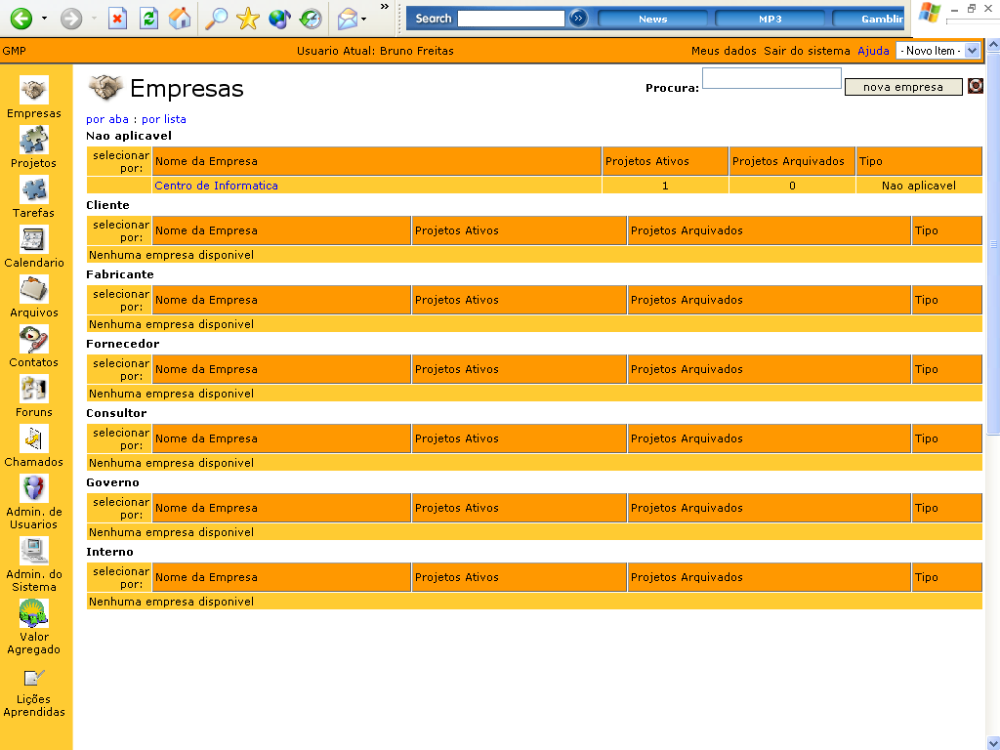 »
Search
News
MP3
Gamblin
GMP
Usuario Atual: Bruno Freitas
Meus dados Sair do sistema Ajuda
- Novo Item -
Empresas
Projetos
Tarefas
Calendario
Arquivos
Contatos
Foruns
Chamados
Admin. de
Usuarios
Admin. do
Sistema
Valor
Agregado
Lições
Aprendidas
Empresas
Procura:
nova empresa
por aba : por lista
Nao aplicavel
selecionar por: Nome da Empresa Projetos Ativos Projetos Arquivados Tipo
Centro de Informatica 1 0 Nao aplicavel
Cliente
selecionar por: Nome da Empresa Projetos Ativos Projetos Arquivados Tipo
Nenhuma empresa disponivel
Fabricante
selecionar por: Nome da Empresa Projetos Ativos Projetos Arquivados Tipo
Nenhuma empresa disponivel
Fornecedor
selecionar por: Nome da Empresa Projetos Ativos Projetos Arquivados Tipo
Nenhuma empresa disponivel
Consultor
selecionar por: Nome da Empresa Projetos Ativos Projetos Arquivados Tipo
Nenhuma empresa disponivel
Governo
selecionar por: Nome da Empresa Projetos Ativos Projetos Arquivados Tipo
Nenhuma empresa disponivel
Interno
selecionar por: Nome da Empresa Projetos Ativos Projetos Arquivados Tipo
Nenhuma empresa disponivel